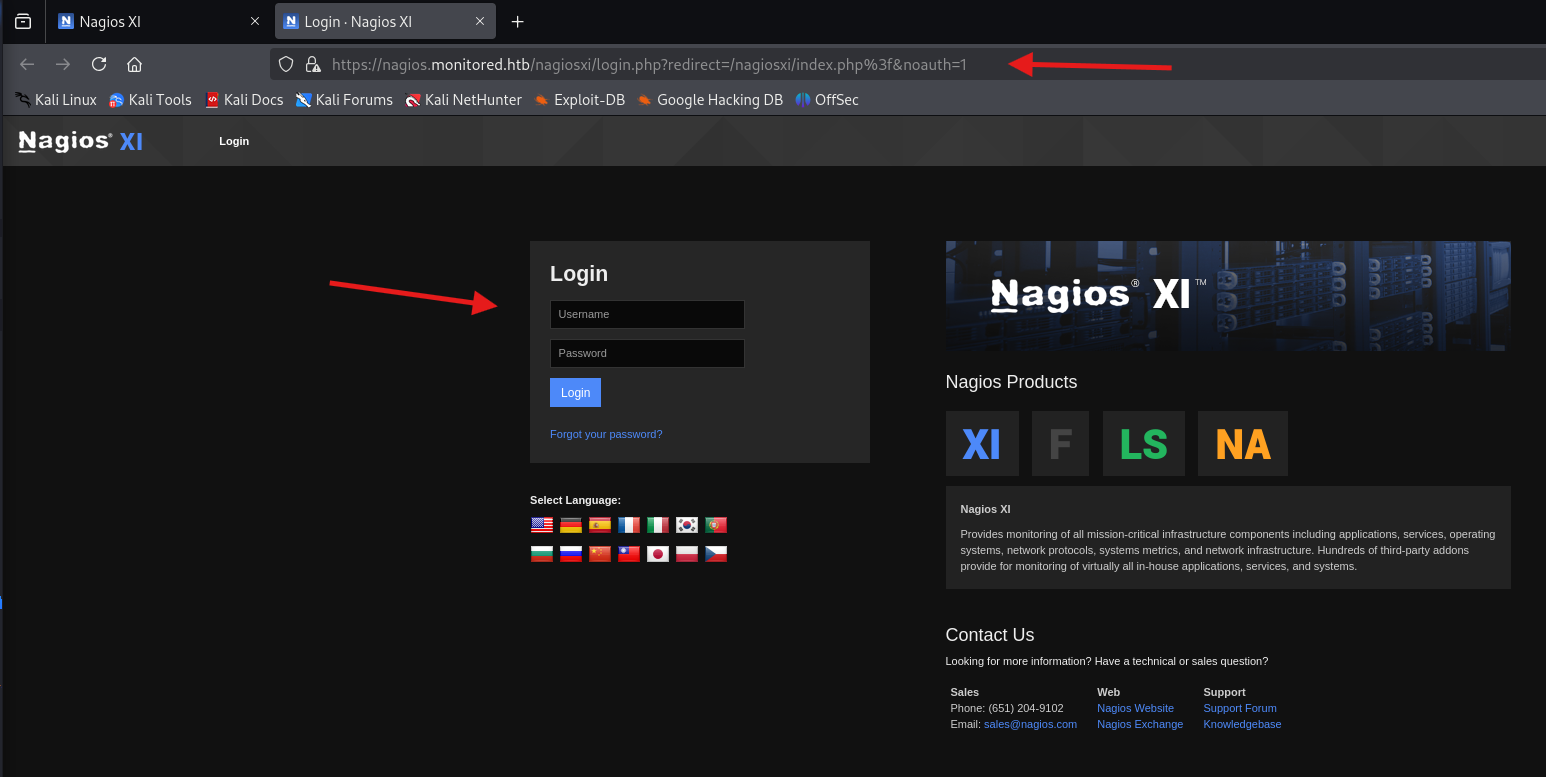 Nagios XI
Login · Nagios XI
https://nagios.monitored.htb/nagiosxi/login.php?redirect=/nagiosxi/index.php%3f&noauth=1
Kali Linux Kali Tools Kali Docs Kali Forums Kali NetHunter Exploit-DB Google Hacking DB OffSec
Nagios® XI Login
Login
Username
Password
Login
Forgot your password?
Select Language:
Nagios® XI™
Nagios Products
XI F LS NA
Nagios XI
Provides monitoring of all mission-critical infrastructure components including applications, services, operating
systems, network protocols, systems metrics, and network infrastructure. Hundreds of third-party addons
provide for monitoring of virtually all in-house applications, services, and systems.
Contact Us
Looking for more information? Have a technical or sales question?
Sales Web Support
Phone: (651) 204-9102 Nagios Website Support Forum
Email: sales@nagios.com Nagios Exchange Knowledgebase